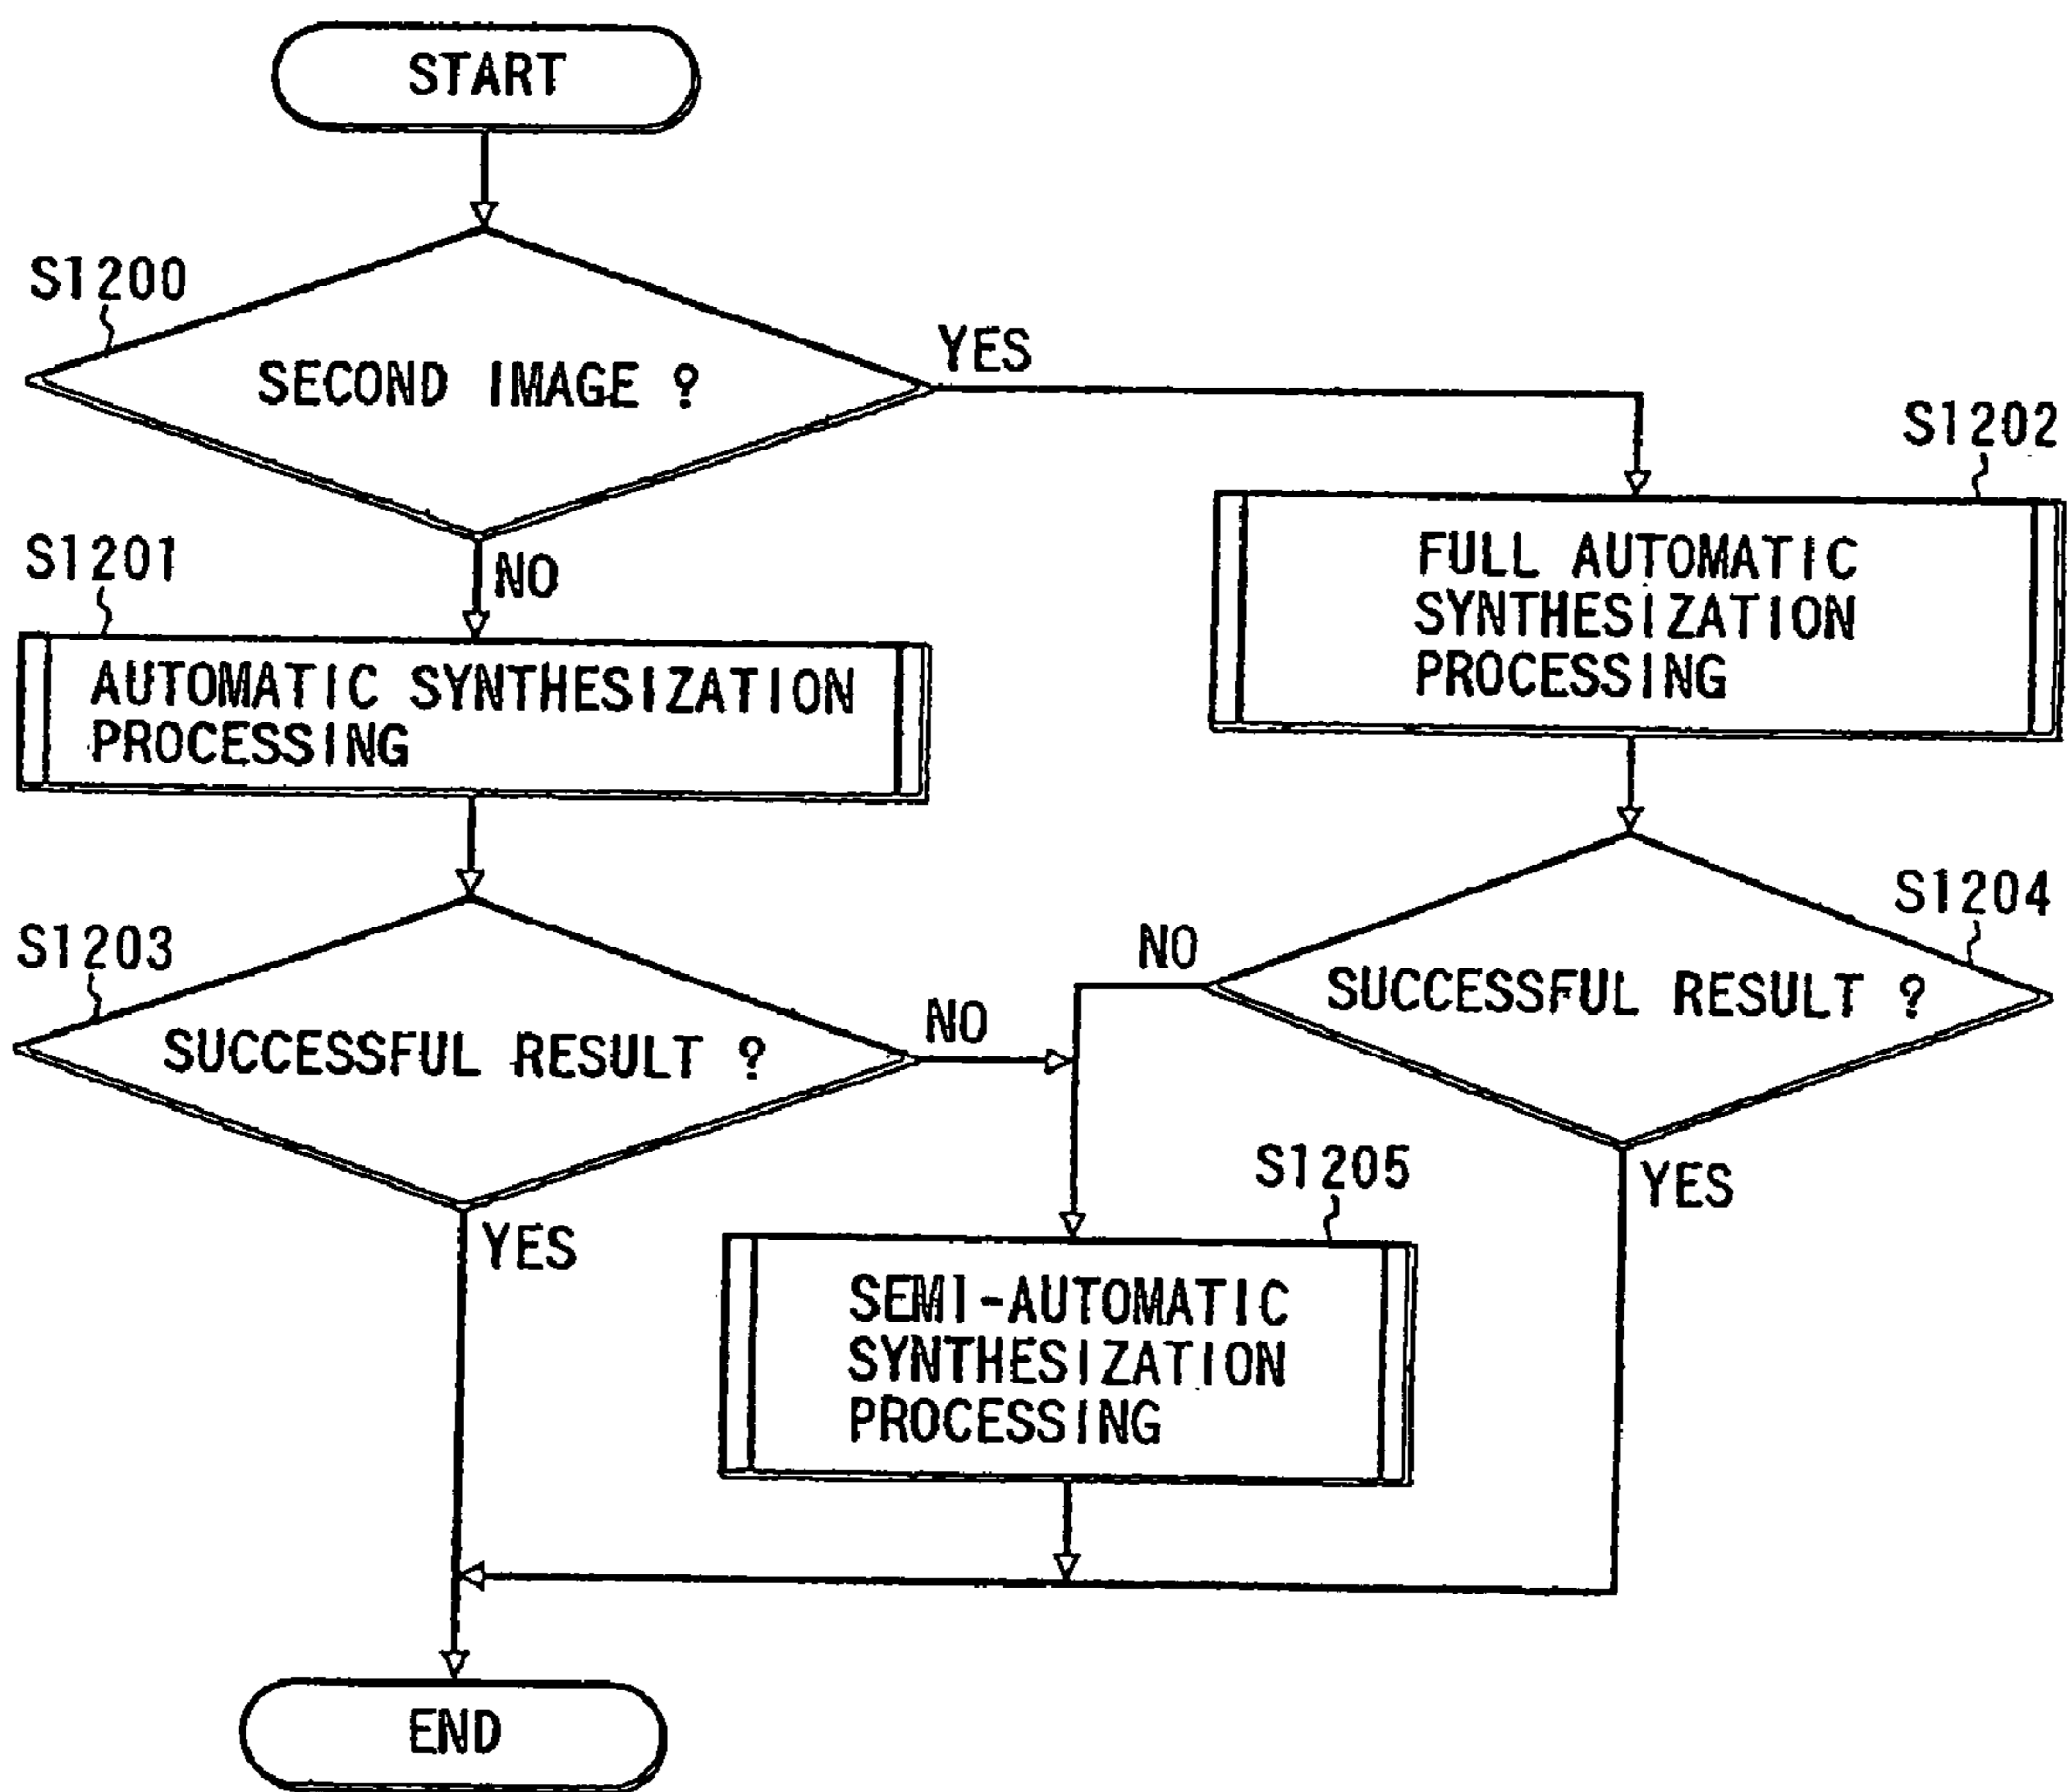 START
S1200
SECOND IMAGE ?
YES
S1202
S1201
NO
FULL AUTOMATIC
SYNTHESIZATION
PROCESSING
AUTOMATIC SYNTHESIZATION
PROCESSING
S1204
S1203
NO
SUCCESSFUL RESULT ?
NO
SUCCESSFUL RESULT ?
S1205
YES
YES
SEMI-AUTOMATIC
SYNTHESIZATION
PROCESSING
END